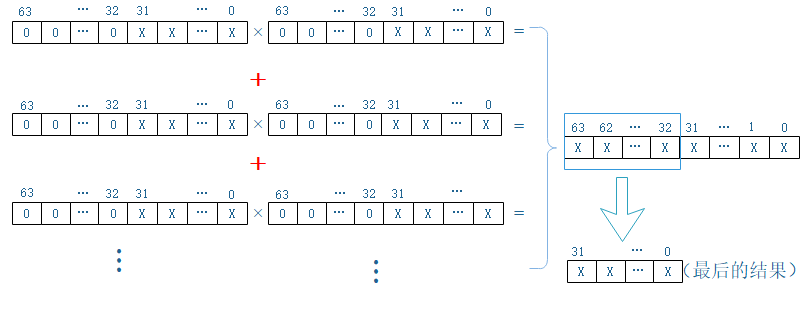 63 … 32 31 … 0 63 … 32 31 … 0
0 0 … 0 X X … X × 0 0 … 0 X X … X =
+
63 … 32 31 … 0 63 … 32 31 … 0
0 0 … 0 X X … X × 0 0 … 0 X X … X =
+
63 … 32 31 … 0 63 … 32 31 …
0 0 … 0 X X … X × 0 0 … 0 X X … X =
⋮ ⋮
63 62 … 32 31 … 1 0
X X … X X … X X
31 … 0
X X … X (最后的结果)